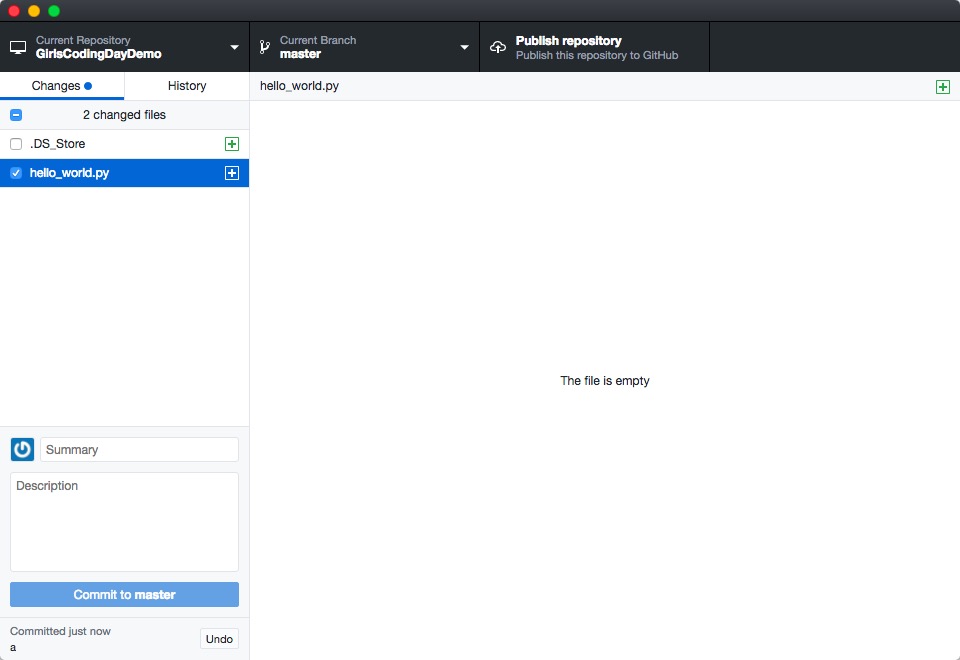 Current Repository
GirlsCodingDayDemo
Current Branch
master
Publish repository
Publish this repository to GitHub
Changes
History
hello_world.py
2 changed files
.DS_Store
hello_world.py
The file is empty
Summary
Description
Commit to master
Committed just now
a
Undo